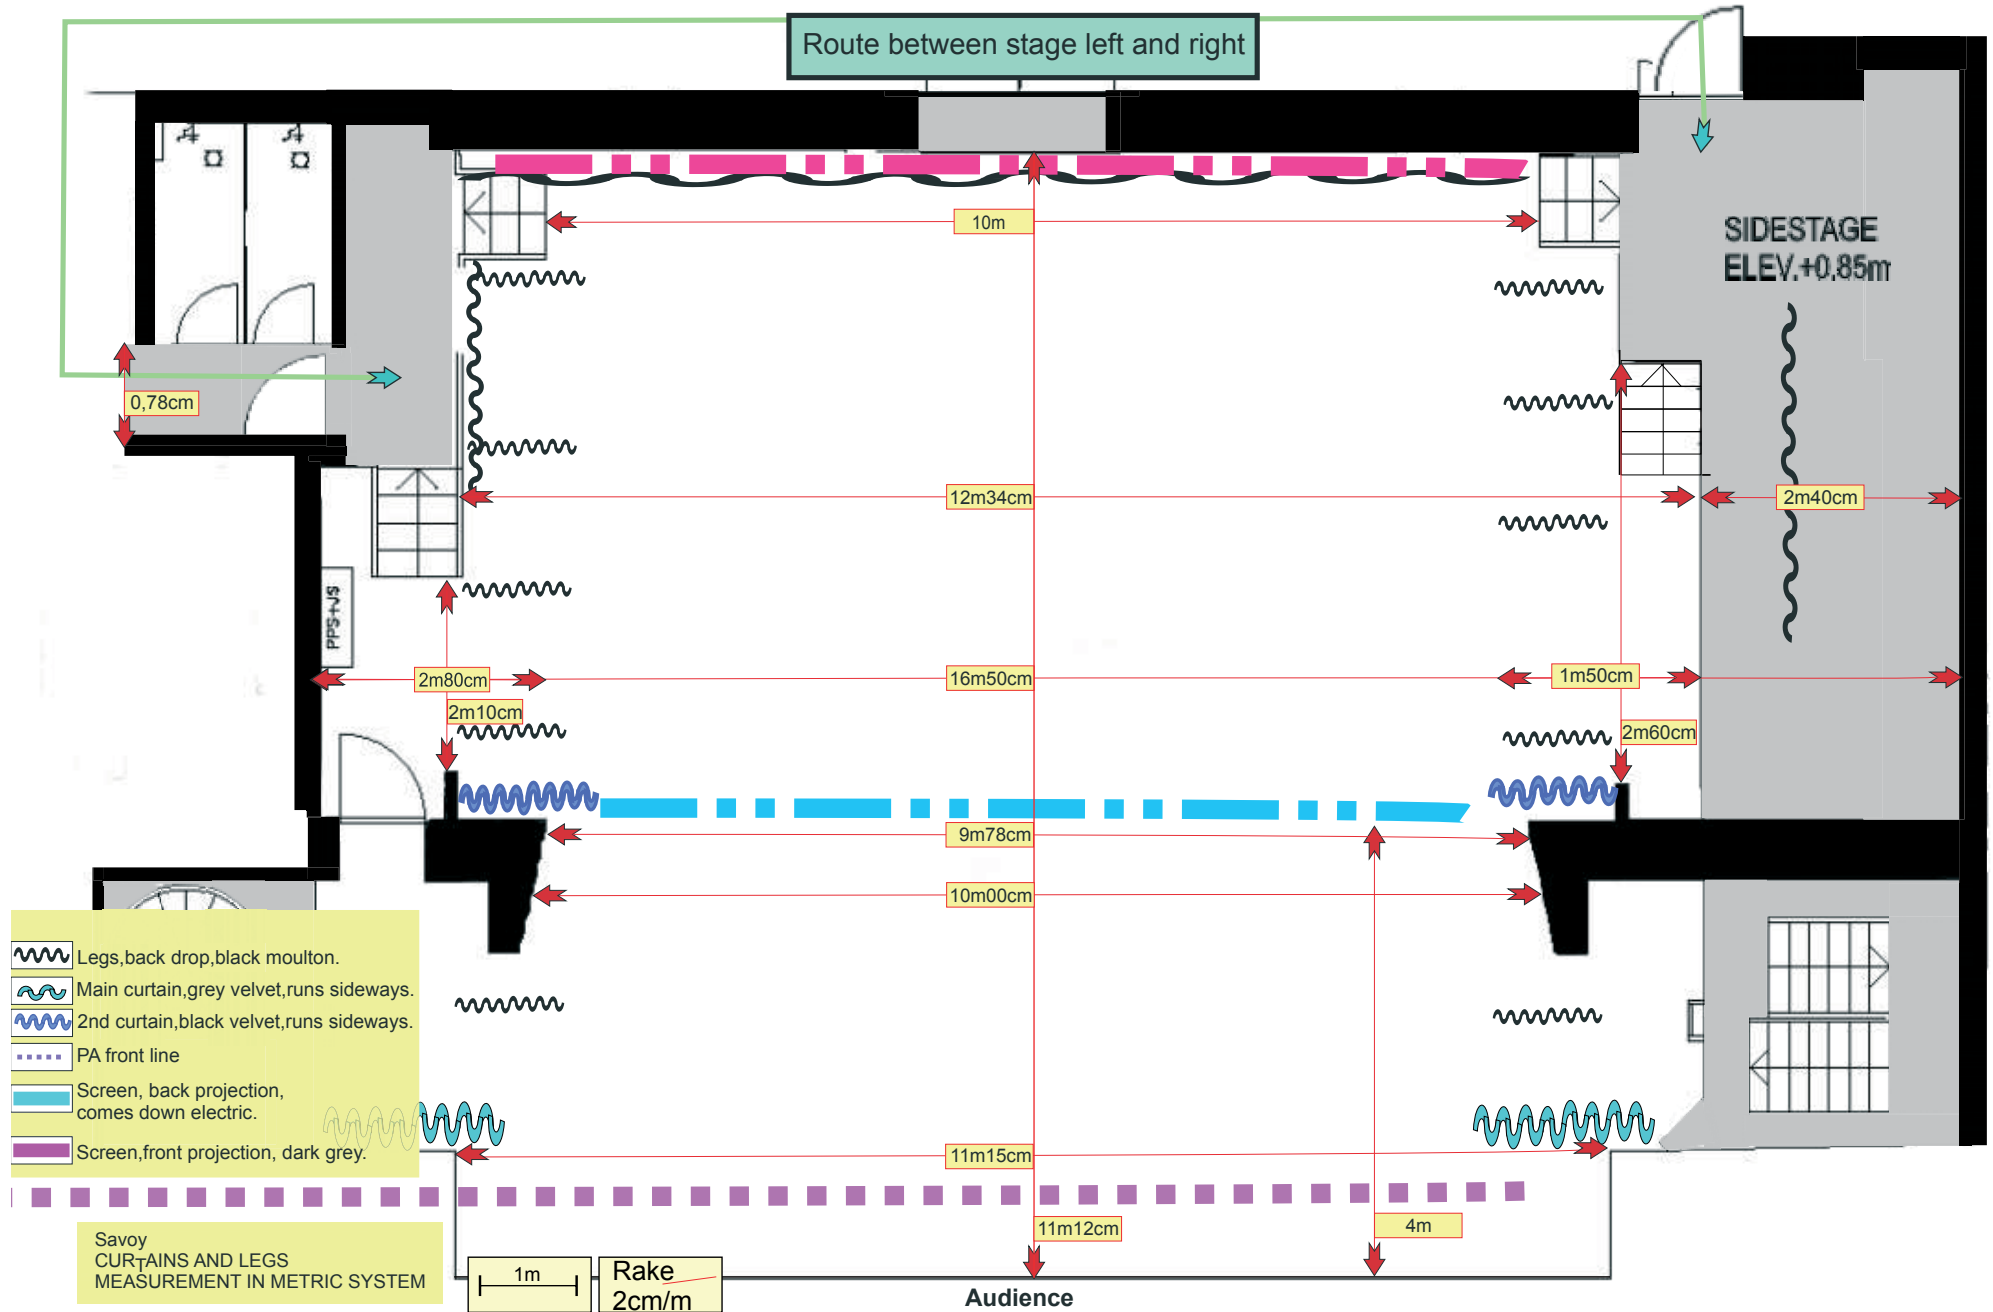 Route between stage left and right
10m
SIDESTAGE
ELEV.+0.85m
0,78cm
12m34cm
2m40cm
PPS+JS
2m80cm
16m50cm
1m50cm
2m10cm
2m60cm
9m78cm
10m00cm
Legs,back drop,black moulton.
Main curtain,grey velvet,runs sideways.
2nd curtain,black velvet,runs sideways.
PA front line
Screen, back projection,
comes down electric.
Screen,front projection, dark grey.
11m15cm
11m12cm
4m
Savoy
CURTAINS AND LEGS
MEASUREMENT IN METRIC SYSTEM
1m
Rake
2cm/m
Audience